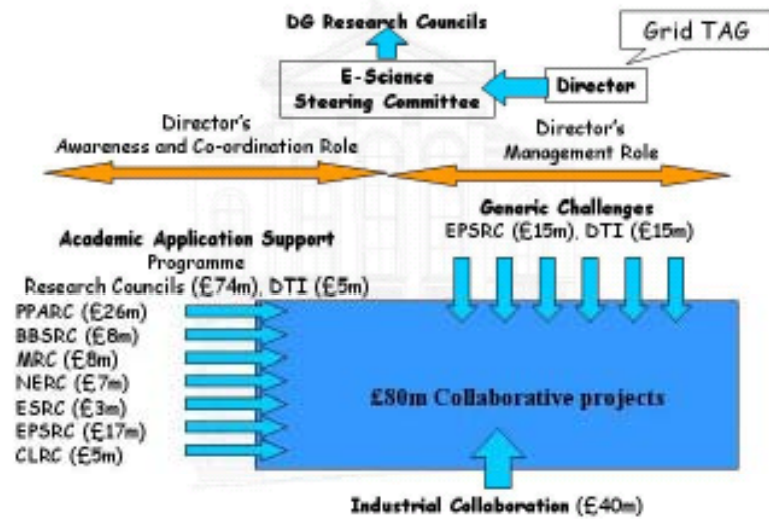 DG Research Councils
Grid TAG
E-Science
Steering Committee
Director
Director's
Awareness and Co-ordination Role
Director's
Management Role
Generic Challenges
EPSRC (£15m), DTI (£15m)
Academic Application Support
Programme
Research Councils (£74m), DTI (£5m)
PPARC (£26m)
BBSRC (£8m)
MRC (£8m)
NERC (£7m)
ESRC (£3m)
EPSRC (£17m)
CLRC (£5m)
£80m Collaborative projects
Industrial Collaboration (£40m)